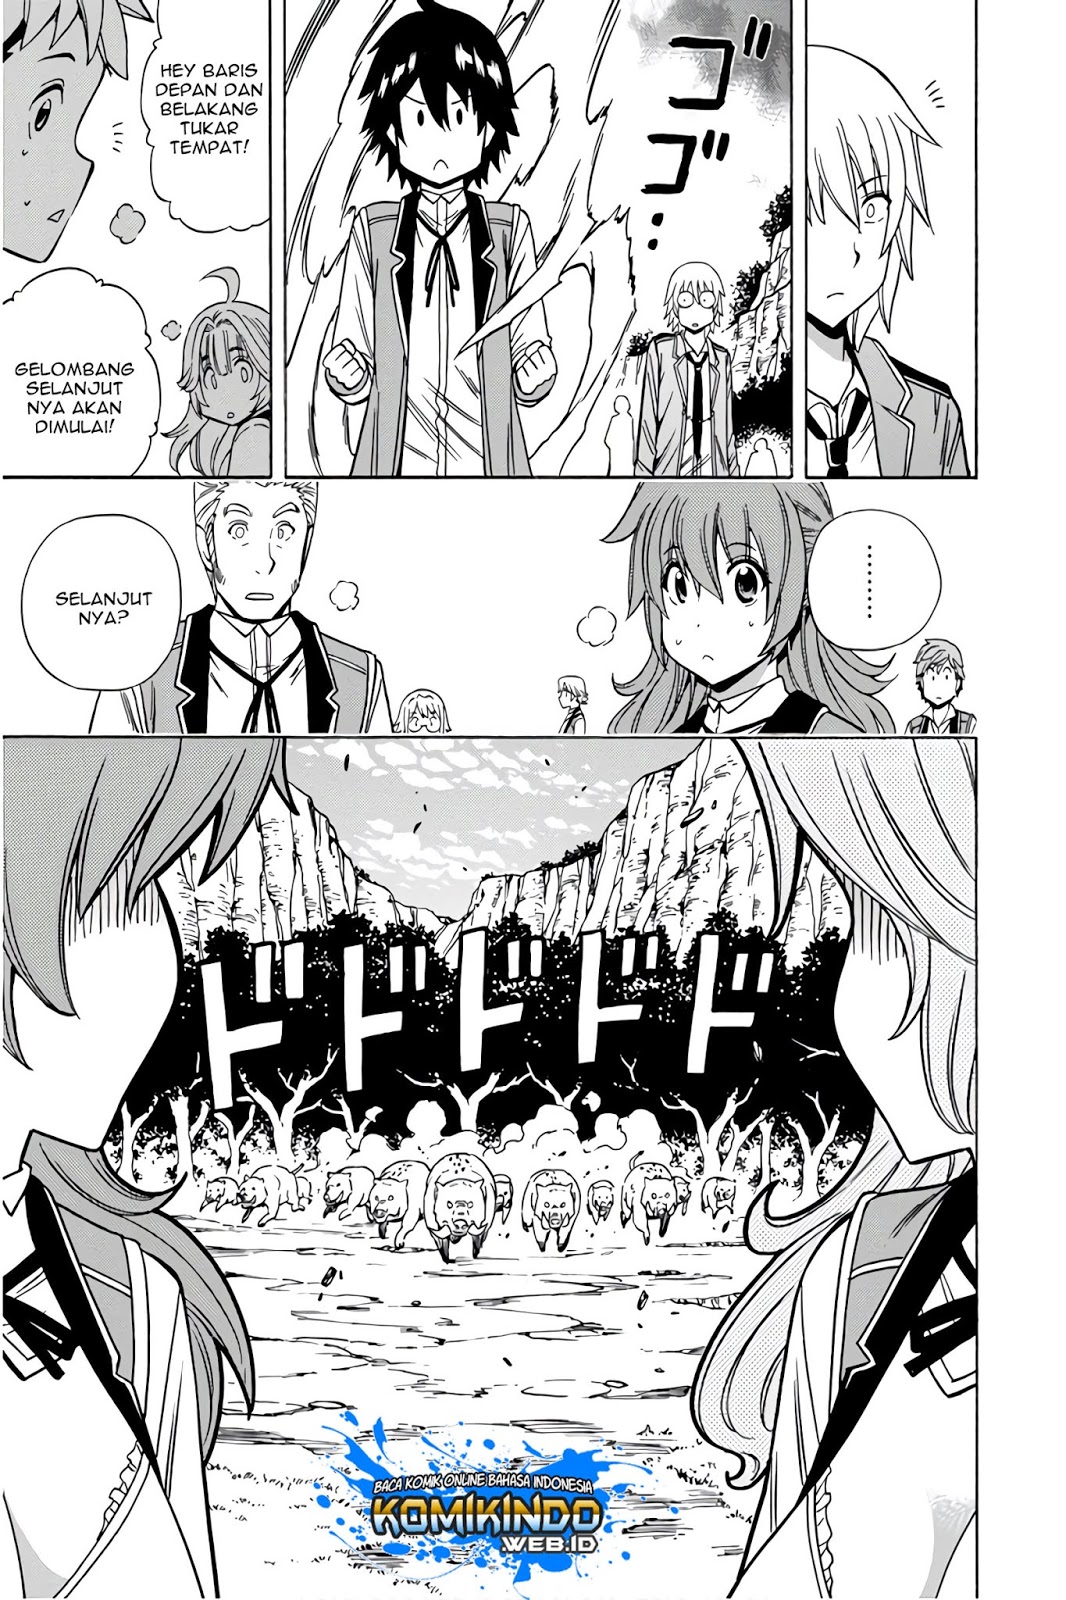 ゴゴ...
HEY BARIS
DEPAN DAN
BELAKANG
TUKAR
TEMPAT!
GELOMBANG
SELANJUT
NYA AKAN
DIMULAI!
........
SELANJUT
NYA?
ドドドドド
BACA KOMIK ONLINE BAHASA INDONESIA
KOMIKINDO
.WEB.ID